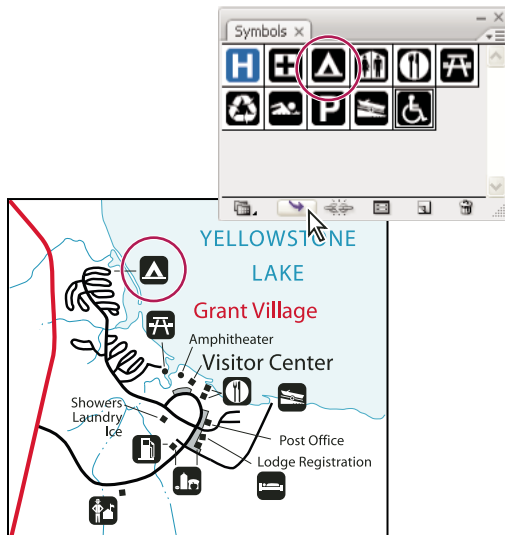 Symbols ×
H
P
YELLOWSTONE
LAKE
Grant Village
Amphitheater
Visitor Center
Showers
Laundry
Ice
Post Office
Lodge Registration